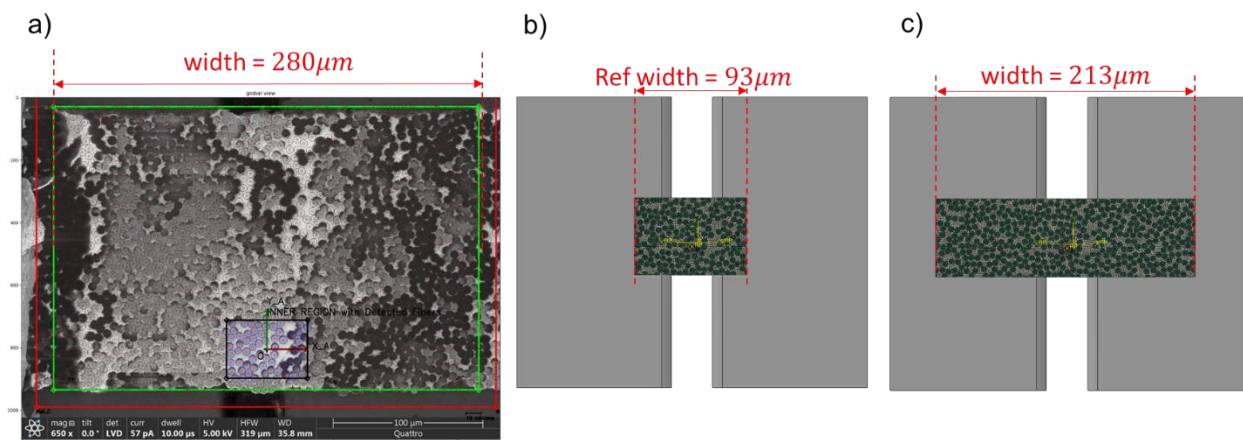 a)
width = 280μm
global view
0
200
400
600
800
1000
Y_A
INNER REGION with Detected Fibers
O
X_A
mag
650 x
tilt
0.0 °
det
LVD
curr
57 pA
dwell
10.00 μs
HV
5.00 kV
HFW
319 μm
WD
35.8 mm
100 μm
Quattro
b)
Ref width = 93μm
c)
width = 213μm